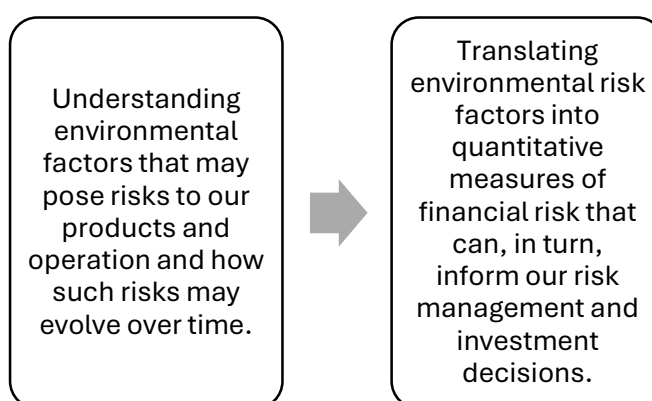 Understanding
environmental
factors that may
pose risks to our
products and
operation and how
such risks may
evolve over time.
Translating
environmental risk
factors into
quantitative
measures of
financial risk that
can, in turn,
inform our risk
management and
investment
decisions.